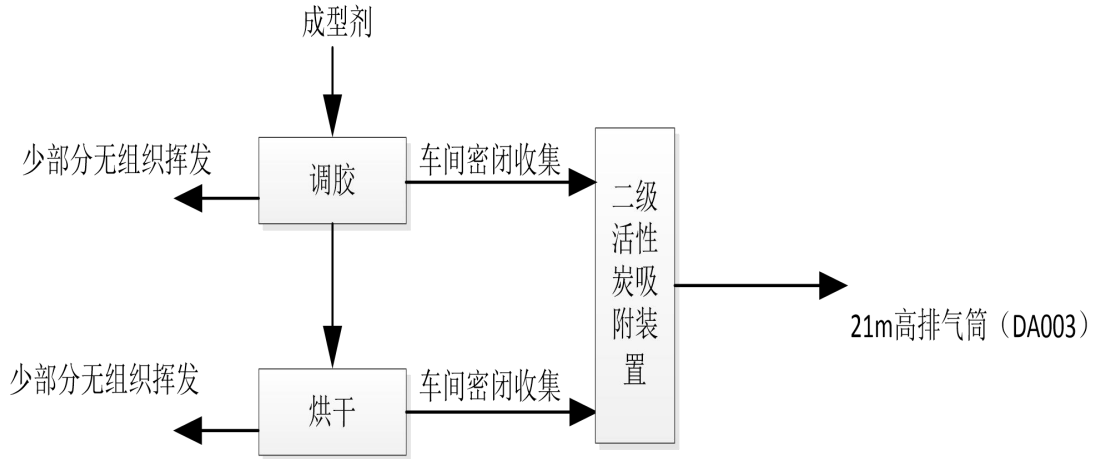 成型剂
少部分无组织挥发
调胶
车间密闭收集
二级
活性
炭吸
附装
置
21m高排气筒（DA003）
少部分无组织挥发
烘干
车间密闭收集